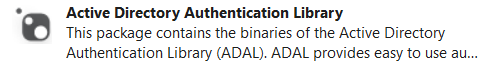 Active Directory Authentication Library
This package contains the binaries of the Active Directory
Authentication Library (ADAL). ADAL provides easy to use au...